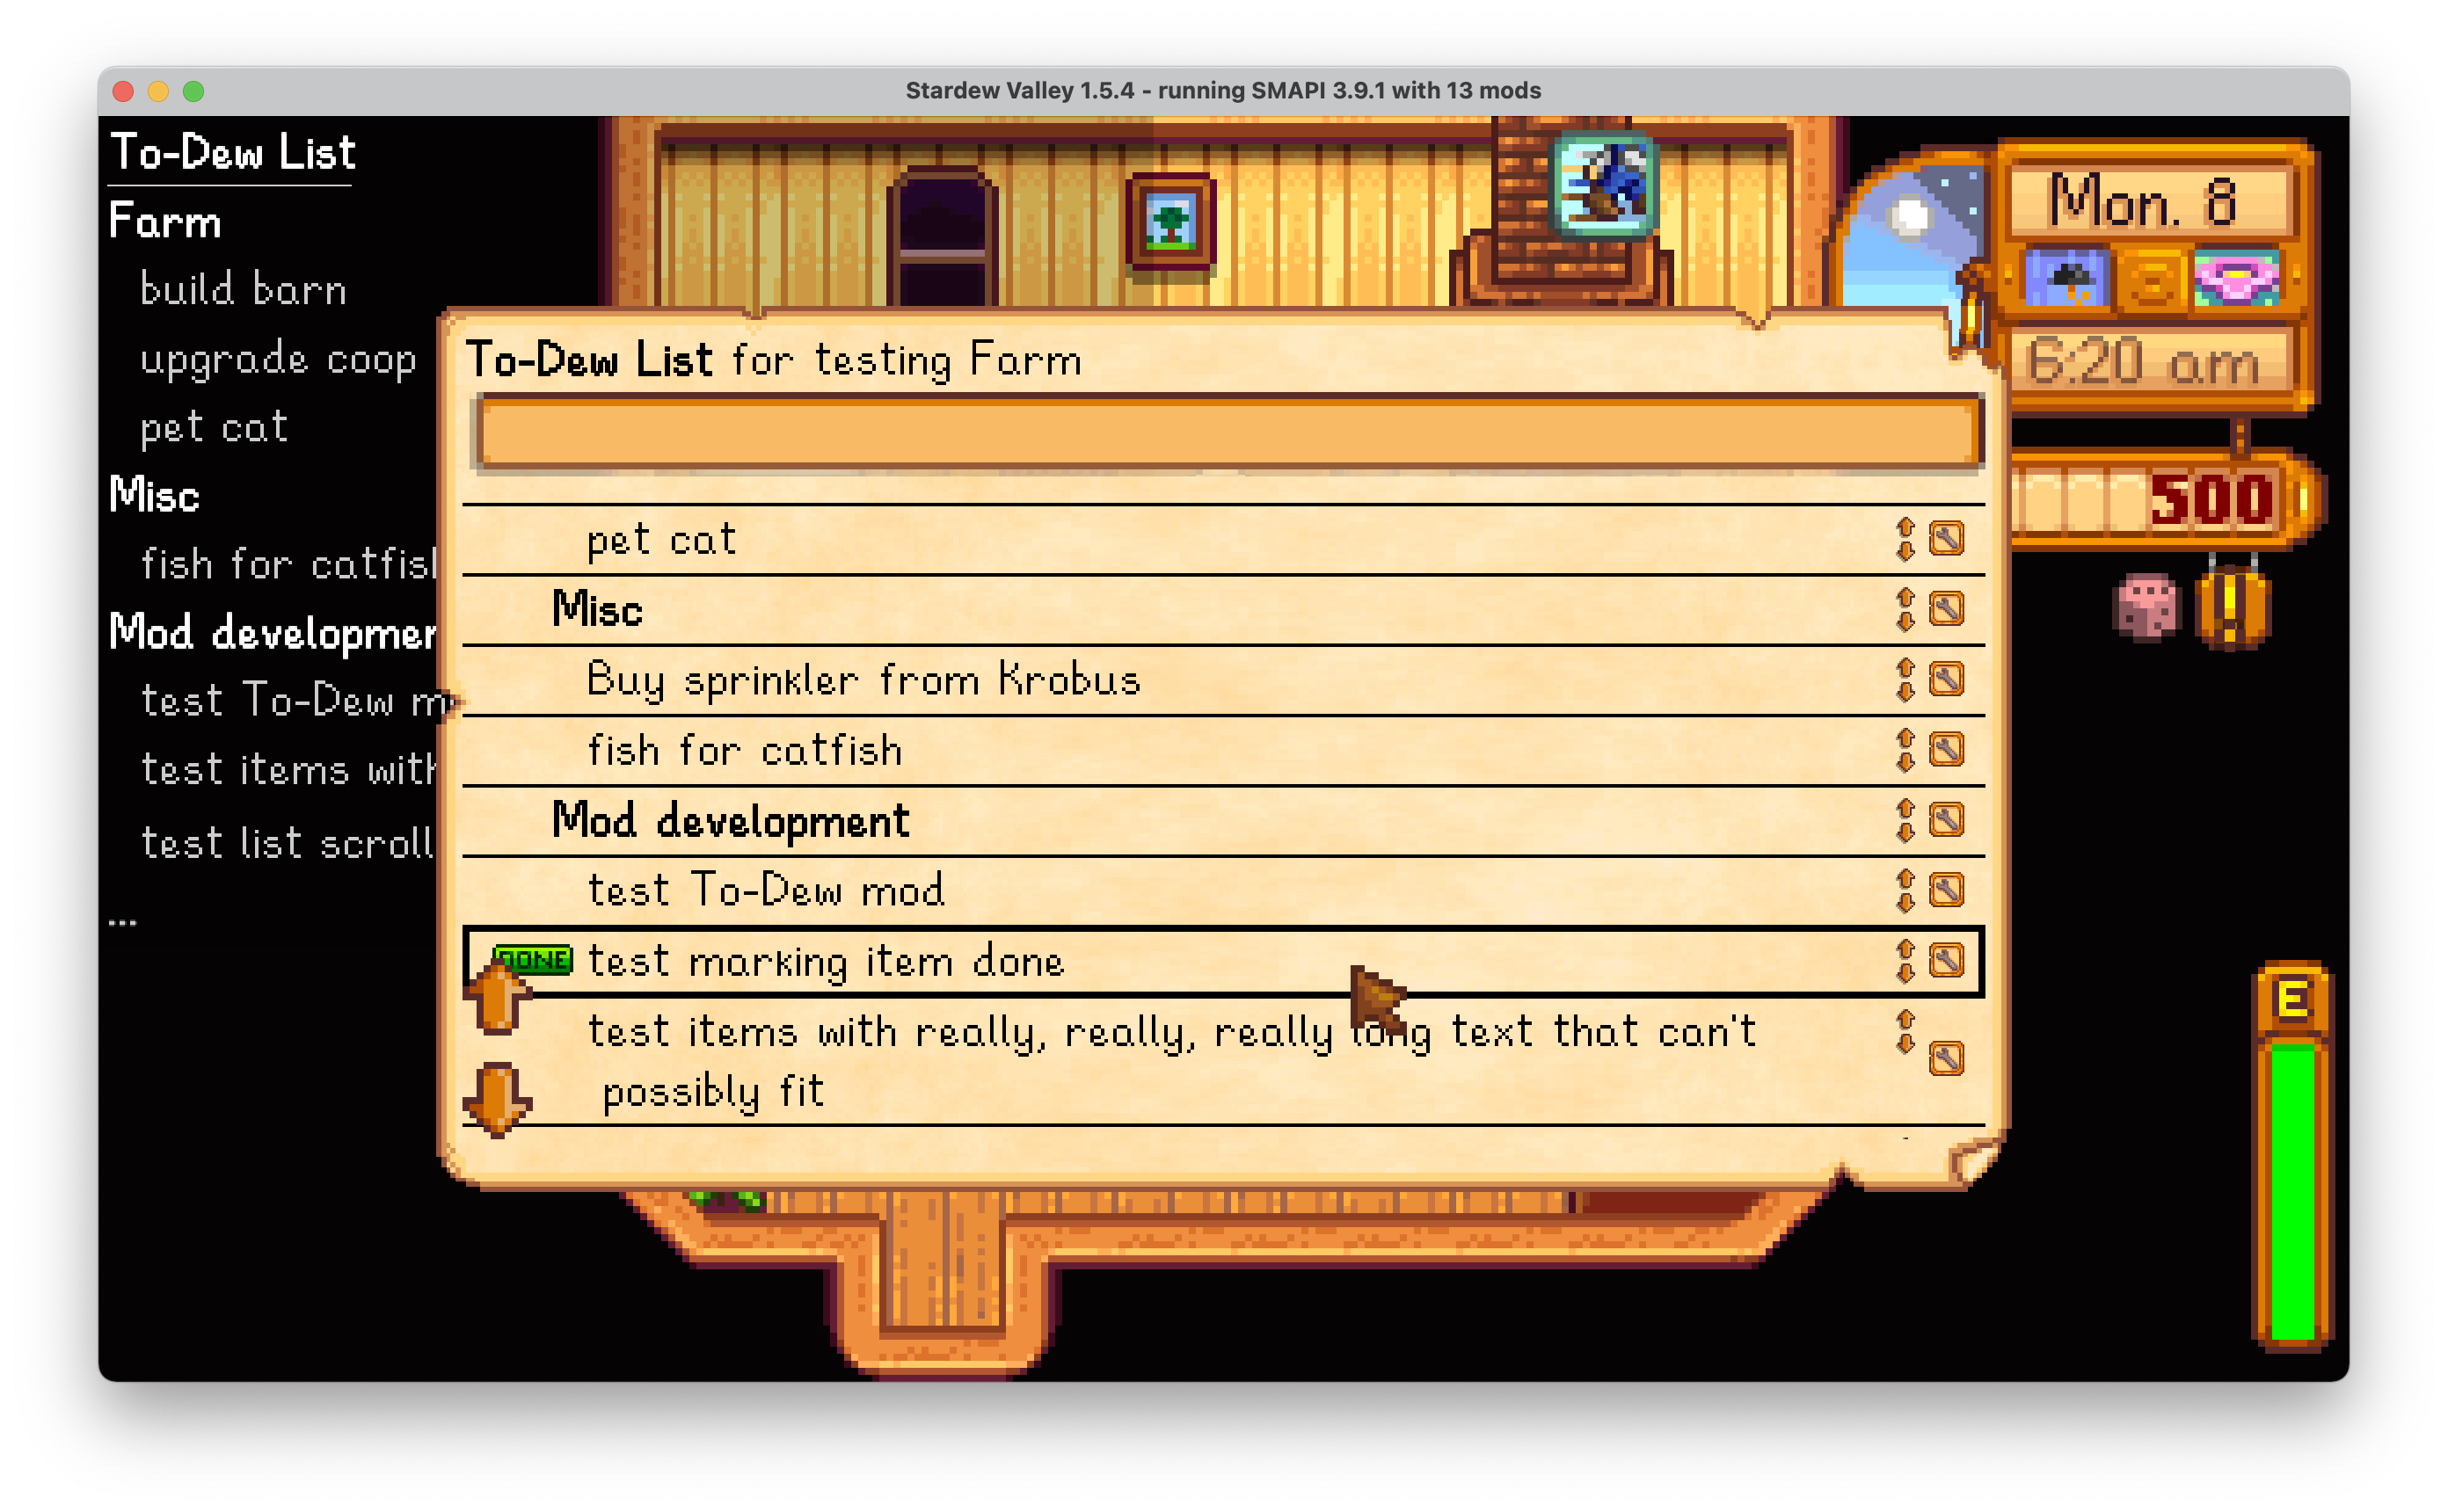 Stardew Valley 1.5.4 - running SMAPI 3.9.1 with 13 mods
To-Dew List
Farm
build barn
upgrade coop
pet cat
Misc
fish for catfish
Mod developmen
test To-Dew m
test items with
test list scroll
...
To-Dew List for testing Farm
pet cat
Misc
Buy sprinkler from Krobus
fish for catfish
Mod development
test To-Dew mod
DONE test marking item done
test items with really, really, really long text that can't
possibly fit
Mon. 8
6:20 am
500
E